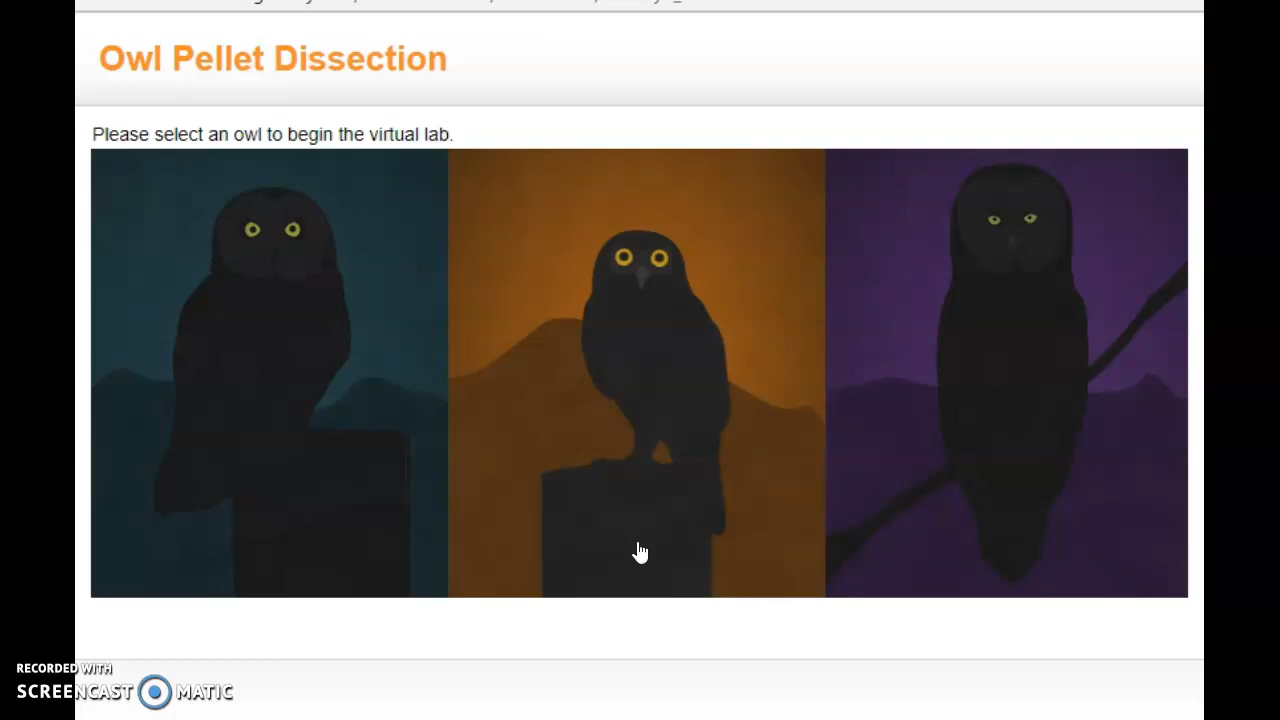 Owl Pellet Dissection
Please select an owl to begin the virtual lab.
RECORDED WITH
SCREENCAST MATIC